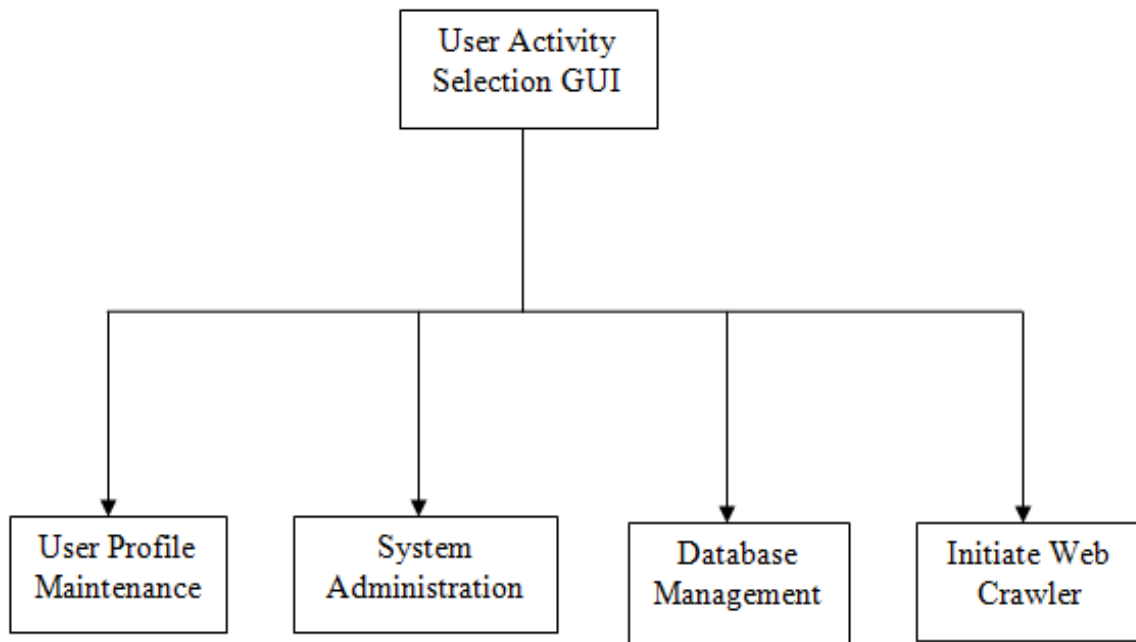 User Activity
Selection GUI
User Profile
Maintenance
System
Administration
Database
Management
Initiate Web
Crawler